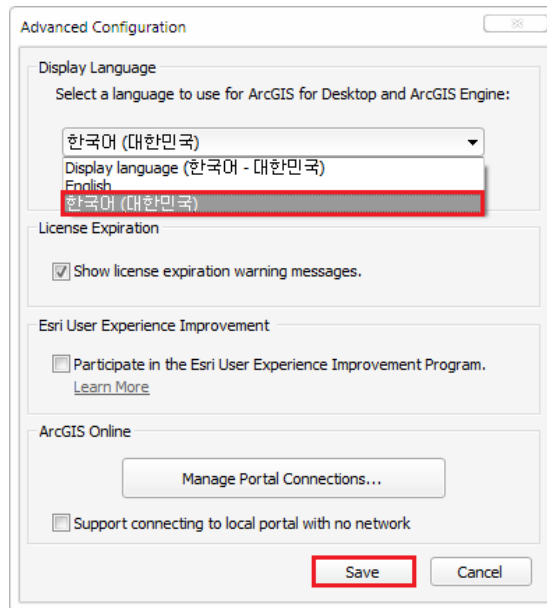 Advanced Configuration
Display Language
Select a language to use for ArcGIS for Desktop and ArcGIS Engine:
한국어 (대한민국)
Display language (한국어 - 대한민국)
English
한국어 (대한민국)
License Expiration
Show license expiration warning messages.
Esri User Experience Improvement
Participate in the Esri User Experience Improvement Program.
Learn More
ArcGIS Online
Manage Portal Connections...
Support connecting to local portal with no network
Save
Cancel